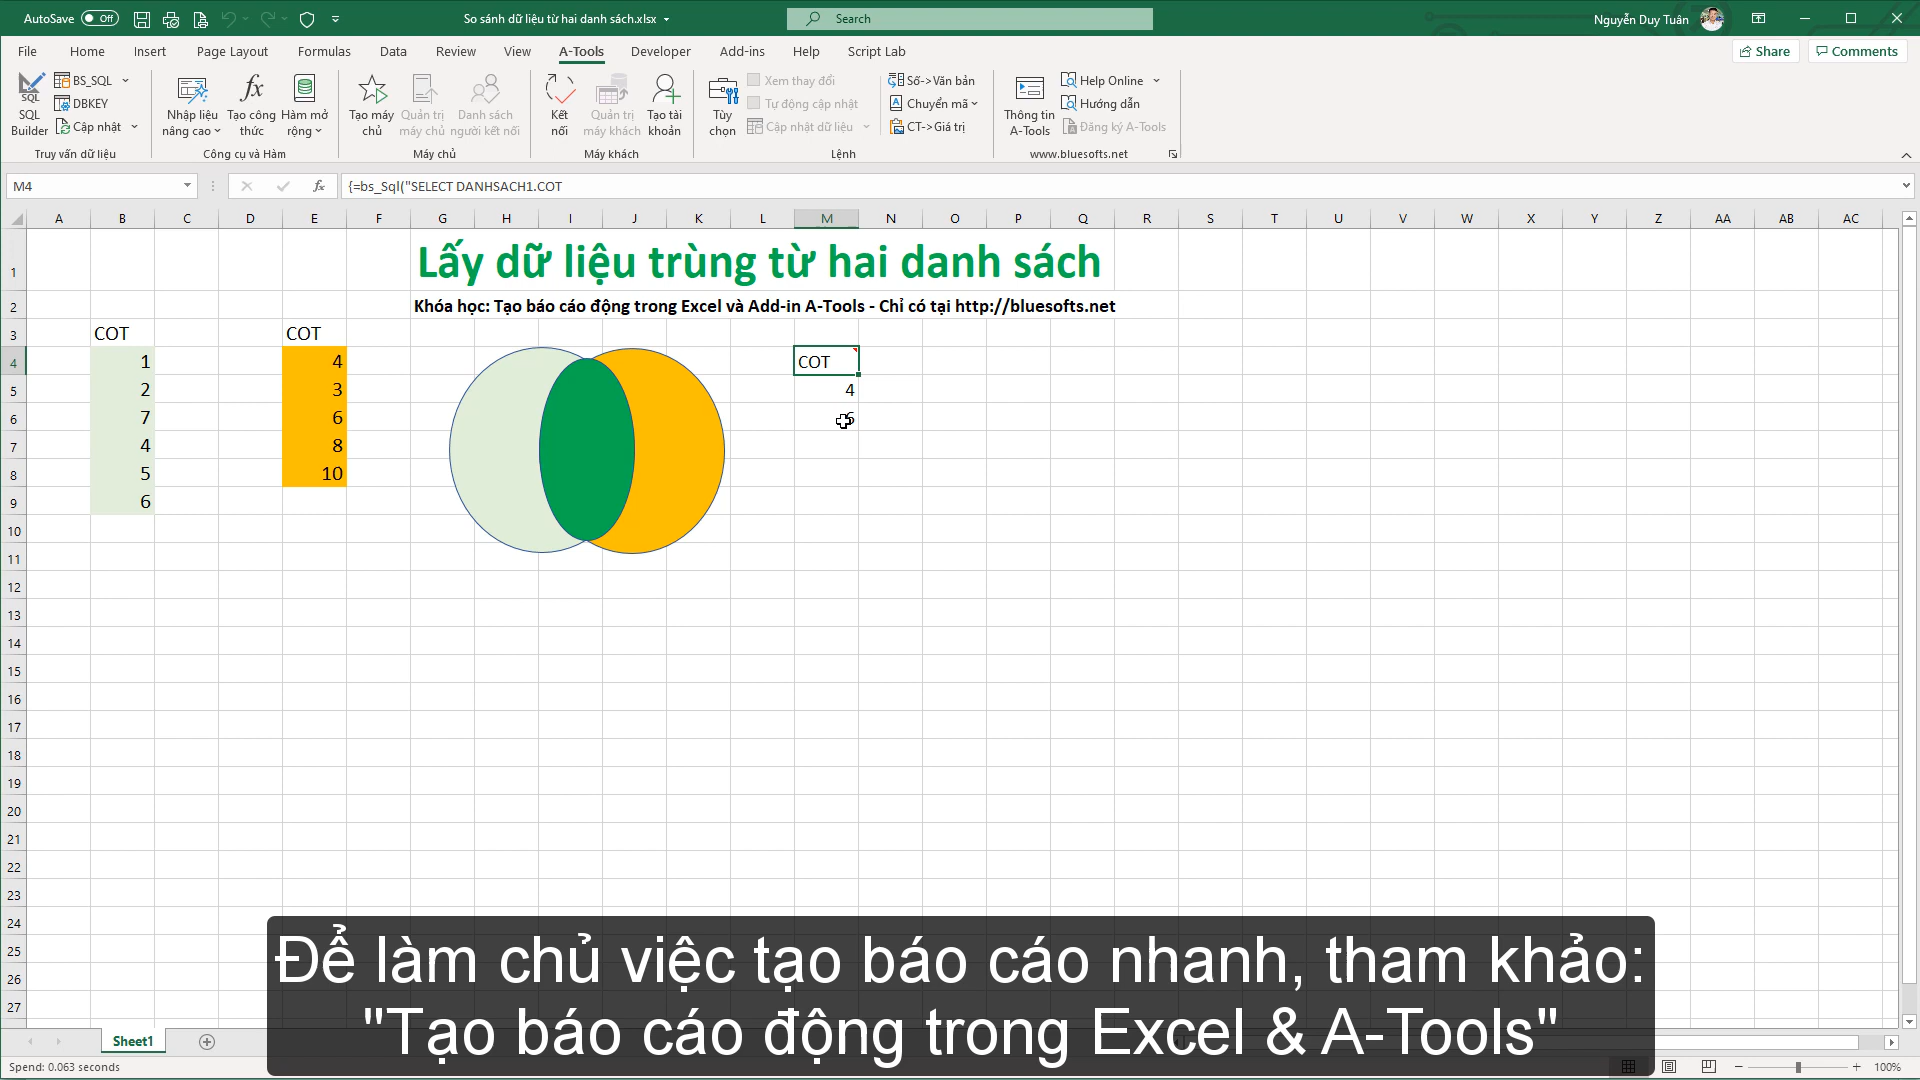 AutoSave Off So sánh dữ liệu từ hai danh sách.xlsx Search Nguyễn Duy Tuân
File Home Insert Page Layout Formulas Data Review View A-Tools Developer Add-ins Help Script Lab Share Comments
SQL
SQL Builder
BS_SQL
DBKEY
Cập nhật
Truy vấn dữ liệu
Nhập liệu nâng cao
Tạo công thức
Hàm mở rộng
Công cụ và Hàm
Tạo máy chủ
Quản trị máy chủ
Danh sách người kết nối
Máy chủ
Kết nối
Quản trị máy khách
Tạo tài khoản
Máy khách
Tùy chọn
Xem thay đổi
Tự động cập nhật
Cập nhật dữ liệu
Số->Văn bản
Chuyển mã
CT->Giá trị
Lệnh
Thông tin A-Tools
Help Online
Hướng dẫn
Đăng ký A-Tools
www.bluesofts.net
M4 fx {=bs_Sql("SELECT DANHSACH1.COT
A B C D E F G H I J K L M N O P Q R S T U V W X Y Z AA AB AC
1 Lấy dữ liệu trùng từ hai danh sách
2 Khóa học: Tạo báo cáo động trong Excel và Add-in A-Tools - Chỉ có tại http://bluesofts.net
3 COT COT
4 1 4 COT
5 2 3 4
6 7 6
7 4 8
8 5 10
9 6
10
11
12
13
14
15
16
17
18
19
20
21
22
23
24
25
26
27
Để làm chủ việc tạo báo cáo nhanh, tham khảo:
"Tạo báo cáo động trong Excel & A-Tools"
Sheet1
Spend: 0.063 seconds 100%